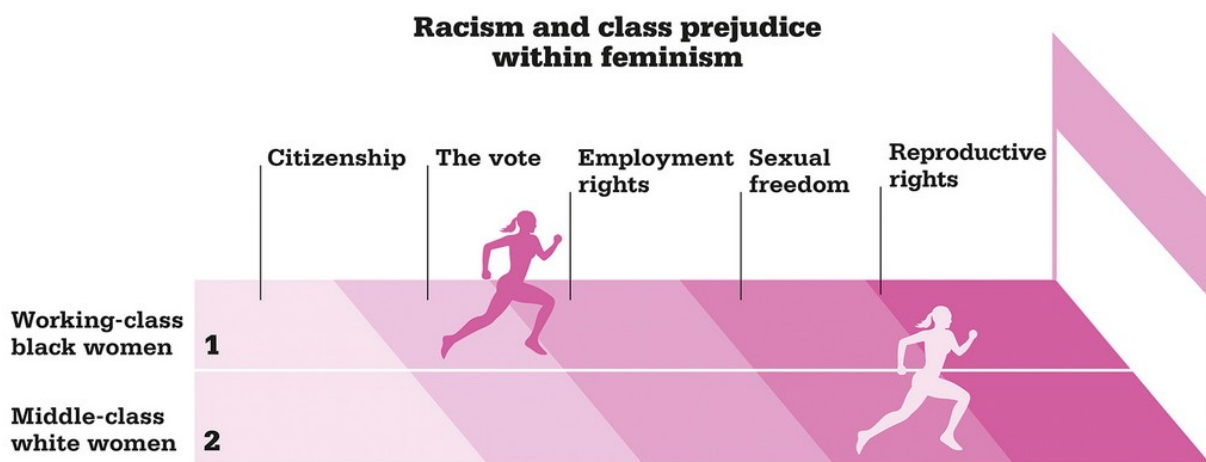 Racism and class prejudice
within feminism
Citizenship
The vote
Employment
rights
Sexual
freedom
Reproductive
rights
Working-class
black women
1
Middle-class
white women
2